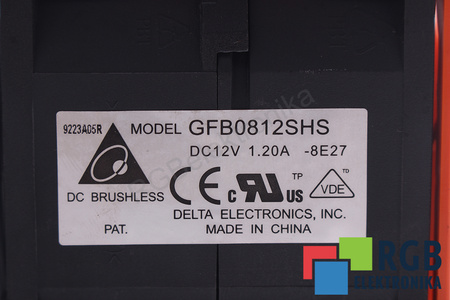 9223A05R MODEL GFB0812SHS
DC12V 1.20A -8E27
CE c RU US TP VDE
DC BRUSHLESS
DELTA ELECTRONICS, INC.
PAT. MADE IN CHINA
RGB
ELEKTRONIKA